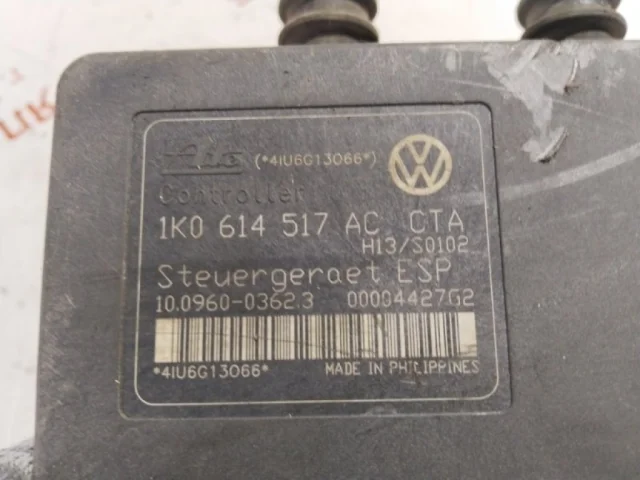 Ate (*4IU6G13066*)
Controller
1K0 614 517 AC CTA
H13/S0102
Steuergeraet ESP
10.0960-0362.3 00004427G2
*4IU6G13066*
MADE IN PHILIPPINES